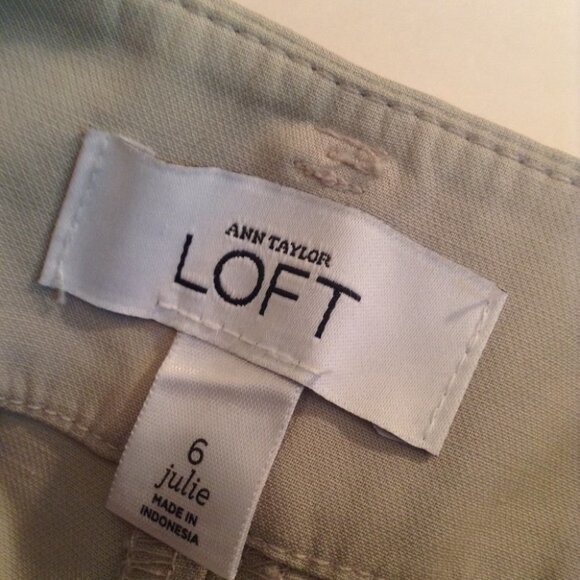 ANN TAYLOR
LOFT
6
julie
MADE IN
INDONESIA